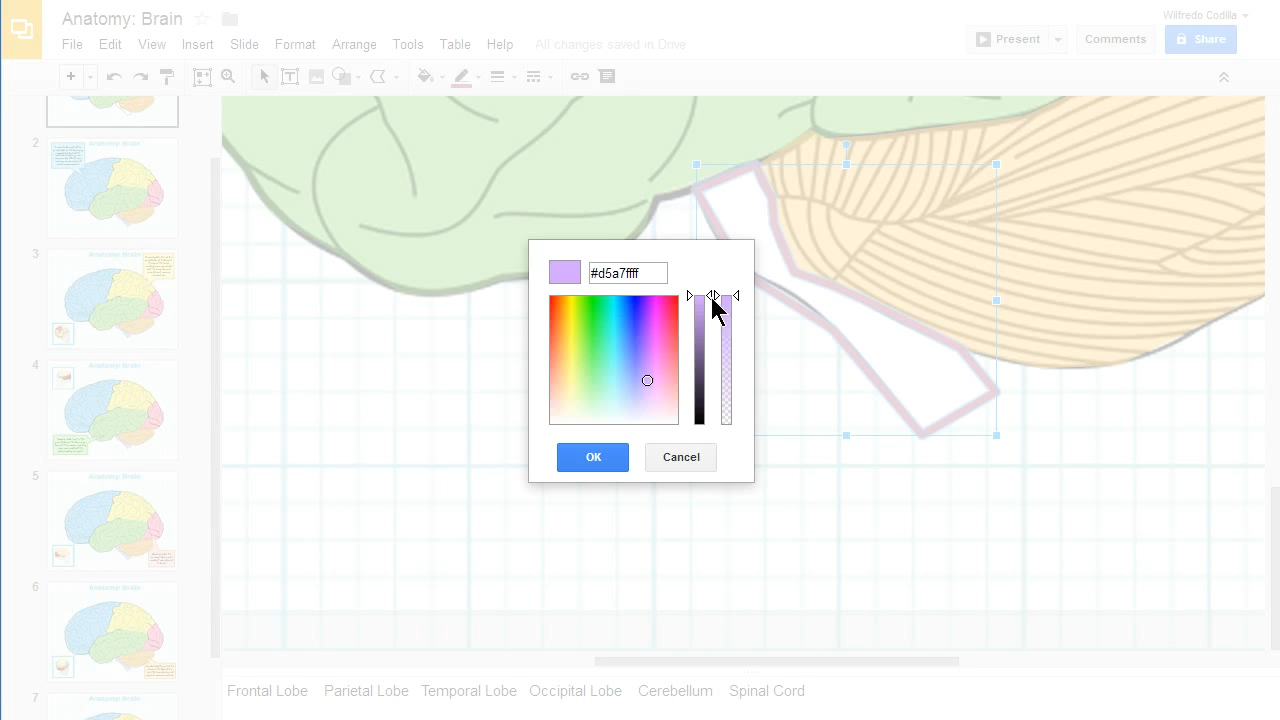 Anatomy: Brain
Wilfredo Codilla
File Edit View Insert Slide Format Arrange Tools Table Help All changes saved in Drive
Present Comments Share
2
Anatomy: Brain
3
Anatomy: Brain
4
Anatomy: Brain
5
Anatomy: Brain
6
Anatomy: Brain
7
Anatomy: Brain
#d5a7ffff
OK Cancel
Frontal Lobe Parietal Lobe Temporal Lobe Occipital Lobe Cerebellum Spinal Cord